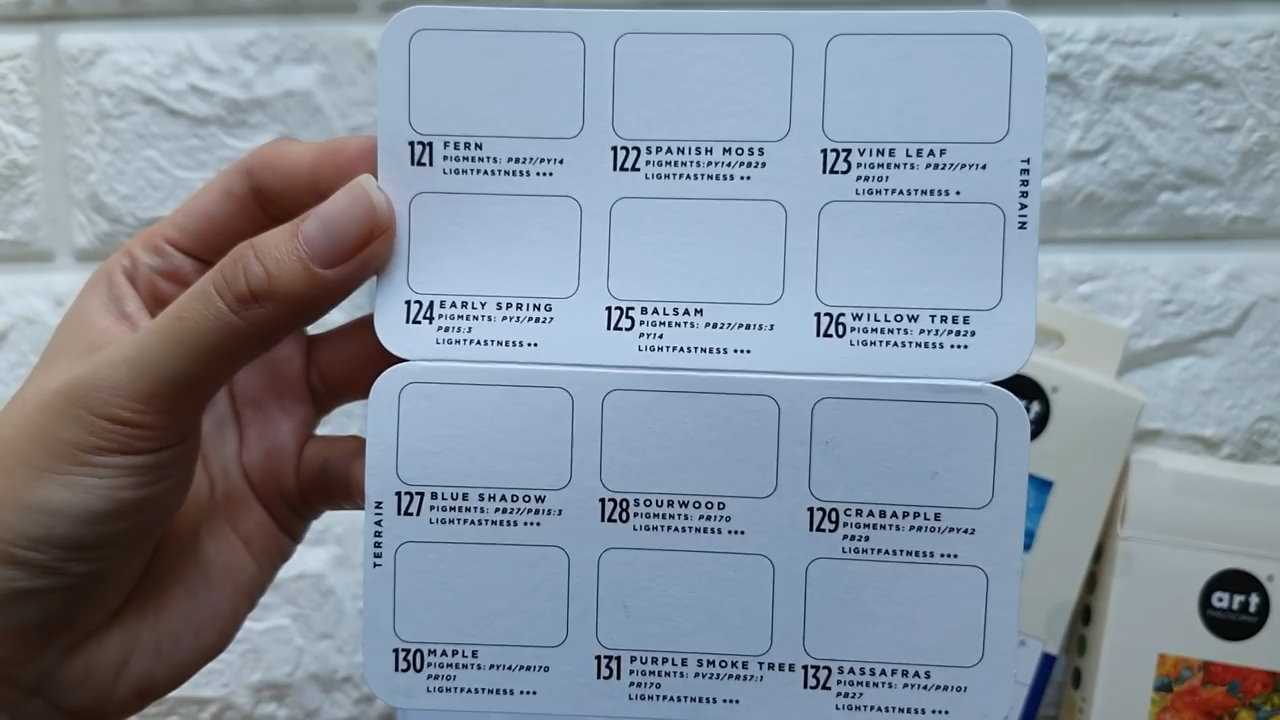 121 FERN
PIGMENTS: PB27/PY14
LIGHTFASTNESS ***
122 SPANISH MOSS
PIGMENTS:PY14/PB29
LIGHTFASTNESS **
123 VINE LEAF
PIGMENTS: PB27/PY14
PR101
LIGHTFASTNESS *
TERRAIN
124 EARLY SPRING
PIGMENTS: PY3/PB27
PB15:3
LIGHTFASTNESS **
125 BALSAM
PIGMENTS: PB27/PB15:3
PY14
LIGHTFASTNESS ***
126 WILLOW TREE
PIGMENTS: PY3/PB29
LIGHTFASTNESS ***
TERRAIN
127 BLUE SHADOW
PIGMENTS: PB27/PB15:3
LIGHTFASTNESS ***
128 SOURWOOD
PIGMENTS: PR170
LIGHTFASTNESS ***
129 CRABAPPLE
PIGMENTS: PR101/PY42
PB29
LIGHTFASTNESS ***
130 MAPLE
PIGMENTS: PY14/PR170
PR101
LIGHTFASTNESS ***
131 PURPLE SMOKE TREE
PIGMENTS: PV23/PR57:1
PR170
LIGHTFASTNESS ***
132 SASSAFRAS
PIGMENTS: PY14/PR101
PB27
LIGHTFASTNESS ***
art